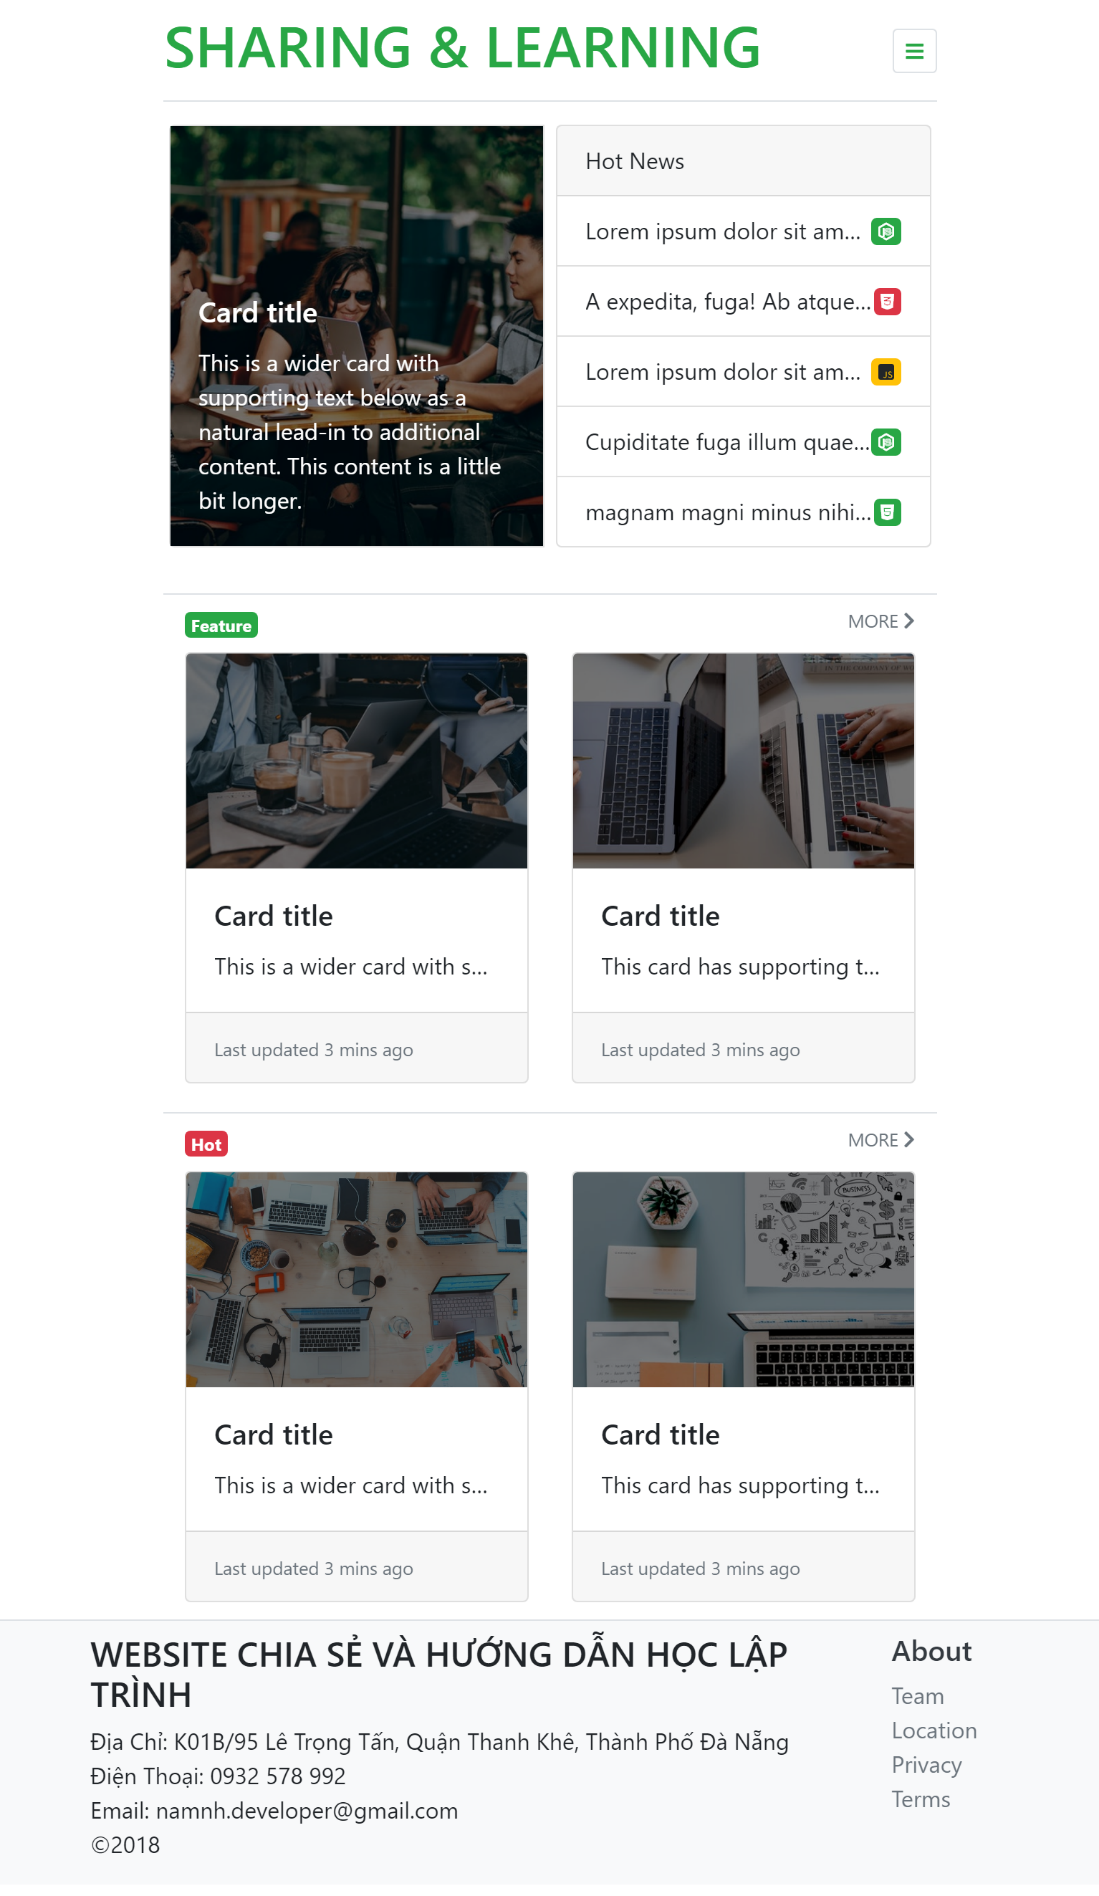 SHARING & LEARNING
Card title
This is a wider card with
supporting text below as a
natural lead-in to additional
content. This content is a little
bit longer.
Hot News
Lorem ipsum dolor sit am...
A expedita, fuga! Ab atque...
Lorem ipsum dolor sit am...
JS
Cupiditate fuga illum quae...
magnam magni minus nihi...
Feature
MORE
Card title
This is a wider card with s...
Last updated 3 mins ago
IN THE COMPANY OF
Card title
This card has supporting t...
Last updated 3 mins ago
Hot
MORE
Card title
This is a wider card with s...
Last updated 3 mins ago
BUSINESS
Card title
This card has supporting t...
Last updated 3 mins ago
WEBSITE CHIA SẺ VÀ HƯỚNG DẪN HỌC LẬP
TRÌNH
Địa Chỉ: K01B/95 Lê Trọng Tấn, Quận Thanh Khê, Thành Phố Đà Nẵng
Điện Thoại: 0932 578 992
Email: namnh.developer@gmail.com
©2018
About
Team
Location
Privacy
Terms